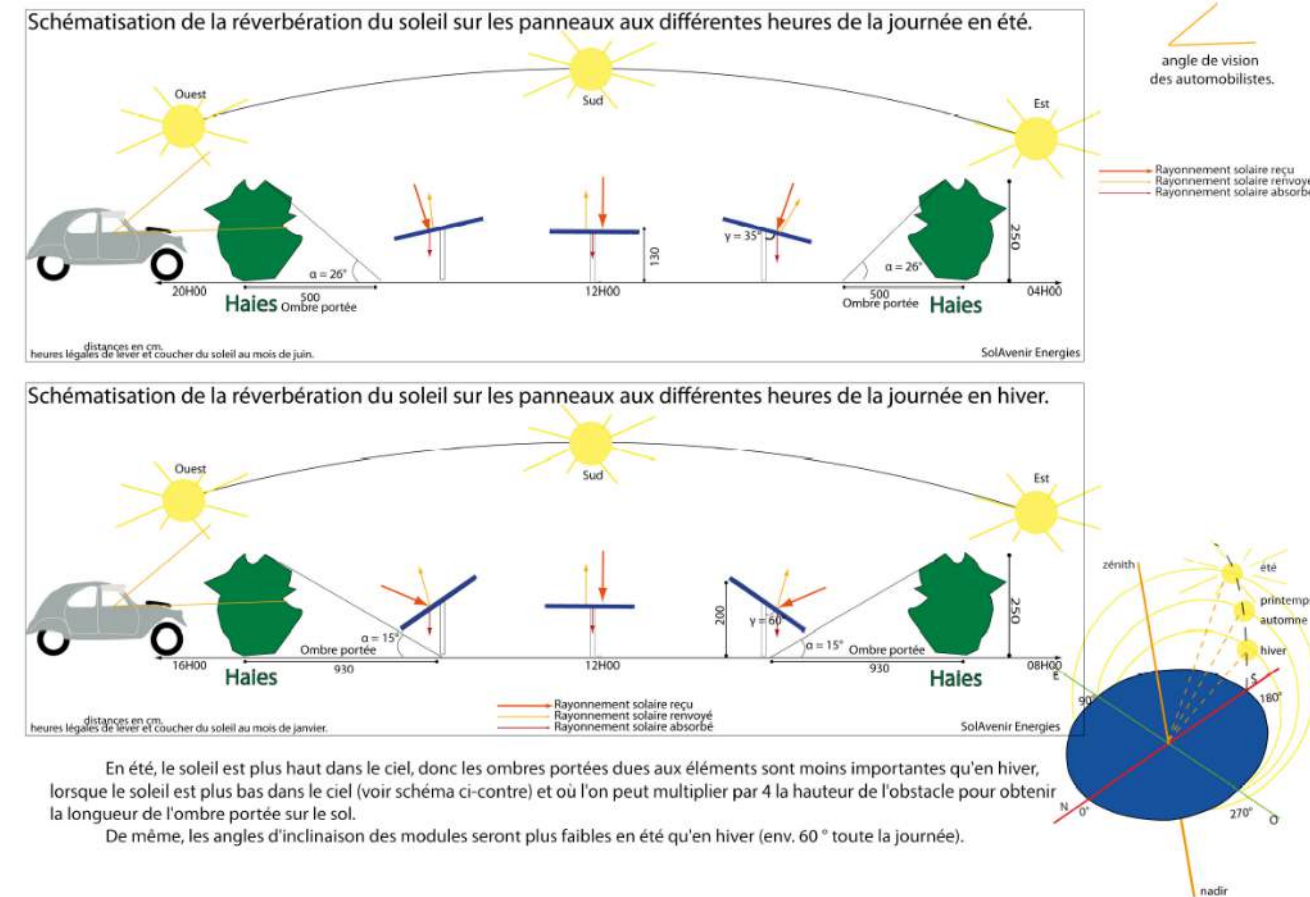 Schématisation de la réverbération du soleil sur les panneaux aux différentes heures de la journée en été.
angle de vision
des automobilistes.
Ouest
Sud
Est
Rayonnement solaire reçu
Rayonnement solaire renvoyé
Rayonnement solaire absorbé
γ = 35°
130
250
α = 26°
α = 26°
20H00
500
12H00
500
04H00
Haies
Ombre portée
Ombre portée
Haies
distances en cm.
heures légales de lever et coucher du soleil au mois de juin.
SolAvenir Energies
Schématisation de la réverbération du soleil sur les panneaux aux différentes heures de la journée en hiver.
Ouest
Sud
Est
200
γ = 60
250
α = 15°
α = 15°
16H00
Ombre portée
930
12H00
Ombre portée
930
08H00
Haies
Haies
Rayonnement solaire reçu
Rayonnement solaire renvoyé
Rayonnement solaire absorbé
distances en cm.
heures légales de lever et coucher du soleil au mois de janvier.
SolAvenir Energies
zénith
été
printemps
automne
hiver
E
S
90°
180°
N
0°
270°
O
nadir
En été, le soleil est plus haut dans le ciel, donc les ombres portées dues aux éléments sont moins importantes qu'en hiver,
lorsque le soleil est plus bas dans le ciel (voir schéma ci-contre) et où l'on peut multiplier par 4 la hauteur de l'obstacle pour obtenir
la longueur de l'ombre portée sur le sol.
De même, les angles d'inclinaison des modules seront plus faibles en été qu'en hiver (env. 60 ° toute la journée).